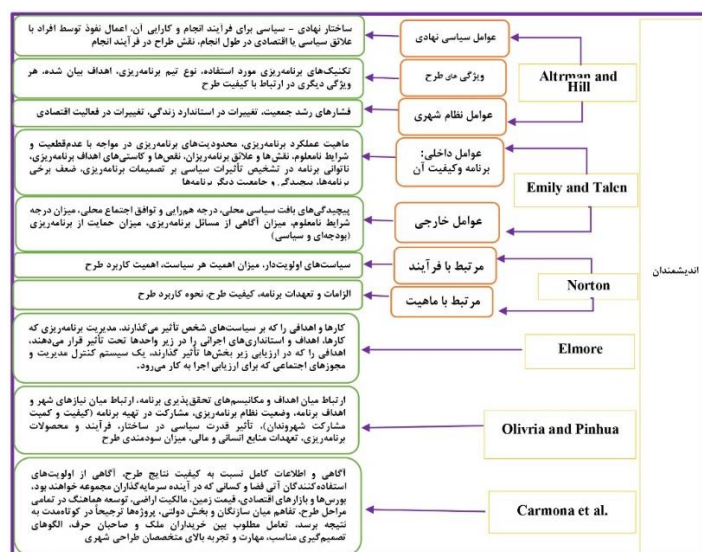 اندیشمندان
Altrman and
Hill
عوامل سیاسی نهادی
ساختار نهادی - سیاسی برای فرآیند انجام و کارایی آن، اعمال نفوذ توسط افراد با
علائق سیاسی یا اقتصادی در طول انجام، نقش طراح در فرآیند انجام
ویژگی های طرح
تکنیک‌های برنامه‌ریزی مورد استفاده، نوع تیم برنامه‌ریزی، اهداف بیان شده، هر
ویژگی دیگری در ارتباط با کیفیت طرح
عوامل نظام شهری
فشارهای رشد جمعیت، تغییرات در استاندارد زندگی، تغییرات در فعالیت اقتصادی
Emily and Talen
عوامل داخلی:
برنامه وکیفیت آن
ماهیت عملکرد برنامه‌ریزی، محدودیت‌های برنامه‌ریزی در مواجه با عدم‌قطعیت و
شرایط نامعلوم، نقش‌ها و علائق برنامه‌ریزان، نقص‌ها و کاستی‌های اهداف برنامه‌ریزی،
ناتوانی برنامه در تشخیص تأثیرات سیاسی بر تصمیمات برنامه‌ریزی، ضعف برخی
برنامه‌ها، پیچیدگی و جامعیت دیگر برنامه‌ها
عوامل خارجی
پیچیدگی‌های بافت سیاسی محلی، درجه هم‌رایی و توافق اجتماع محلی، میزان درجه
شرایط نامعلوم، میزان آگاهی از مسائل برنامه‌ریزی، میزان حمایت از برنامه‌ریزی
(بودجه‌ای و سیاسی)
Norton
مرتبط با فرآیند
سیاست‌های اولویت‌دار، میزان اهمیت هر سیاست، اهمیت کاربرد طرح
مرتبط با ماهیت
الزامات و تعهدات برنامه، کیفیت طرح، نحوه کاربرد طرح
Elmore
کارها و اهدافی را که بر سیاست‌های شخص تأثیر می‌گذارند، مدیریت برنامه‌ریزی که
کارها، اهداف و استانداری‌های اجرائی را در زیر واحدها تحت تأثیر قرار می‌دهند،
اهدافی را که در ارزیابی زیر بخش‌ها تأثیر گذارند، یک سیستم کنترل مدیریت و
مجوزهای اجتماعی که برای ارزیابی اجرا به کار می‌رود.
Olivria and Pinhua
ارتباط میان اهداف و مکانیسم‌های تحقق‌پذیری برنامه، ارتباط میان نیازهای شهر و
اهداف برنامه، وضعیت نظام برنامه‌ریزی، مشارکت در تهیه برنامه (کیفیت و کمیت
مشارکت شهروندان)، تأثیر قدرت سیاسی در ساختار، فرآیند و محصولات
برنامه‌ریزی، تعهدات منابع انسانی و مالی، میزان سودمندی طرح
Carmona et al.
آگاهی و اطلاعات کامل نسبت به کیفیت نتایج طرح، آگاهی از اولویت‌های
استفاده‌کنندگان آتی فضا و کسانی که در آینده سرمایه‌گذاران مجموعه خواهند بود،
بورس‌ها و بازارهای اقتصادی، قیمت زمین، مالکیت اراضی، توسعه هماهنگ در تمامی
مراحل طرح، تفاهم میان سازندگان و بخش دولتی، پروژه‌ها ترجیحاً در کوتاه‌مدت به
نتیجه برسد، تعامل مطلوب بین خریداران ملک و صاحبان حرف، الگوهای
تصمیم‌گیری مناسب، مهارت و تجربه بالای متخصصان طراحی شهری